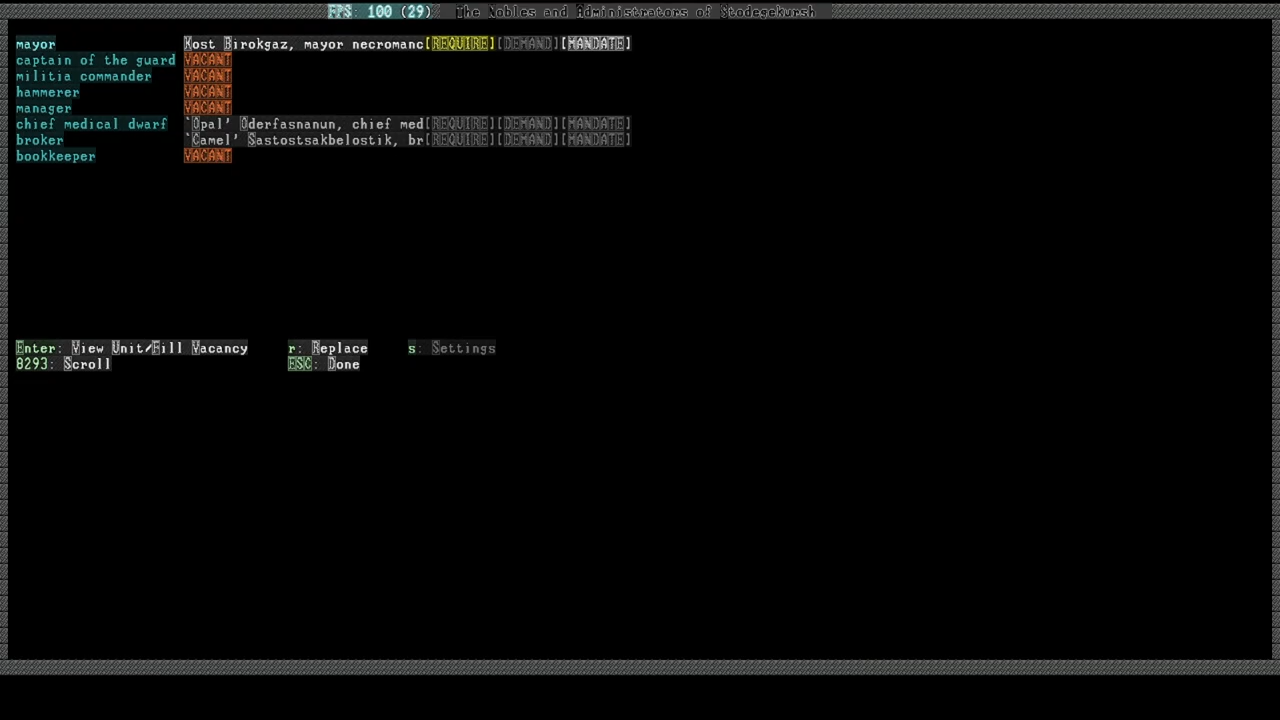 FPS: 100 (29) The Nobles and Administrators of Stodegekursh
mayor Kost Birokgaz, mayor necromanc[REQUIRE][DEMAND][MANDATE]
captain of the guard VACANT
militia commander VACANT
hammerer VACANT
manager VACANT
chief medical dwarf `Opal' Oderfasnanun, chief med[REQUIRE][DEMAND][MANDATE]
broker `Camel' Sastostsakbelostik, br[REQUIRE][DEMAND][MANDATE]
bookkeeper VACANT
Enter: View Unit/Fill Vacancy r: Replace s: Settings
8293: Scroll ESC: Done